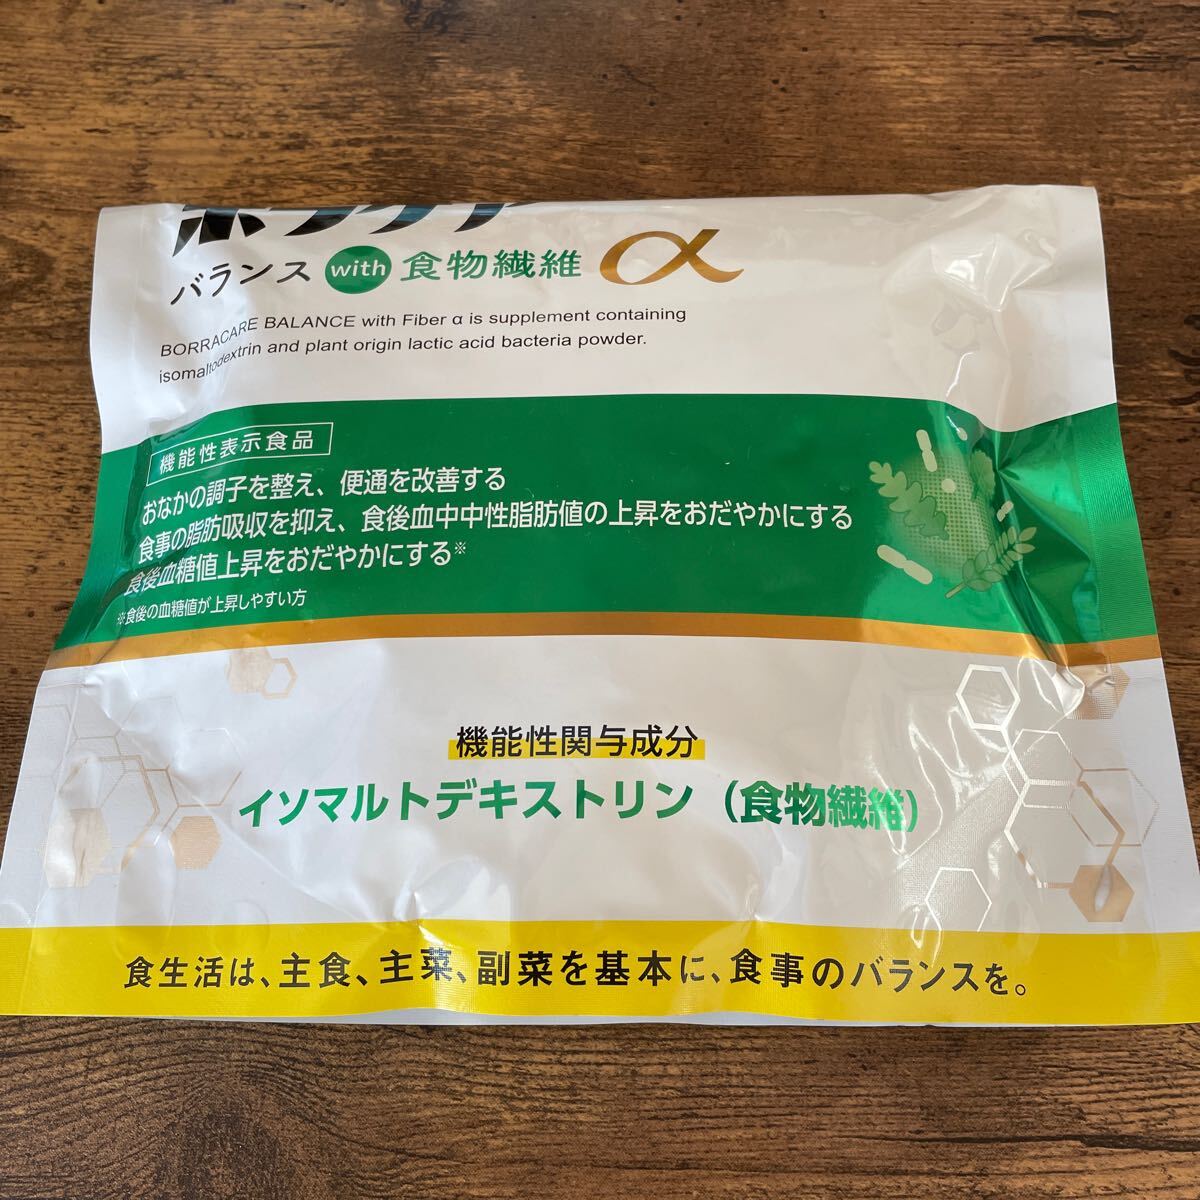 ボラケア
バランス with 食物繊維 α
BORRACARE BALANCE with Fiber α is supplement containing
isomaltodextrin and plant origin lactic acid bacteria powder.
機能性表示食品
おなかの調子を整え、便通を改善する
食事の脂肪吸収を抑え、食後血中中性脂肪値の上昇をおだやかにする
食後血糖値上昇をおだやかにする※
※食後の血糖値が上昇しやすい方
機能性関与成分
イソマルトデキストリン（食物繊維）
食生活は、主食、主菜、副菜を基本に、食事のバランスを。